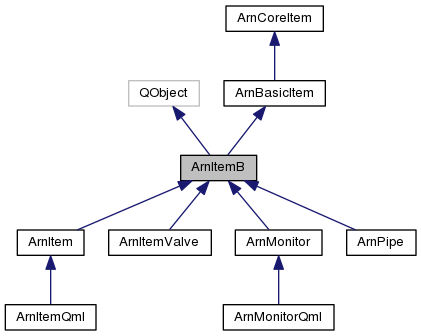 ArnCoreItem
QObject
ArnBasicItem
ArnItemB
ArnItem
ArnItemValve
ArnMonitor
ArnPipe
ArnItemQml
ArnMonitorQml